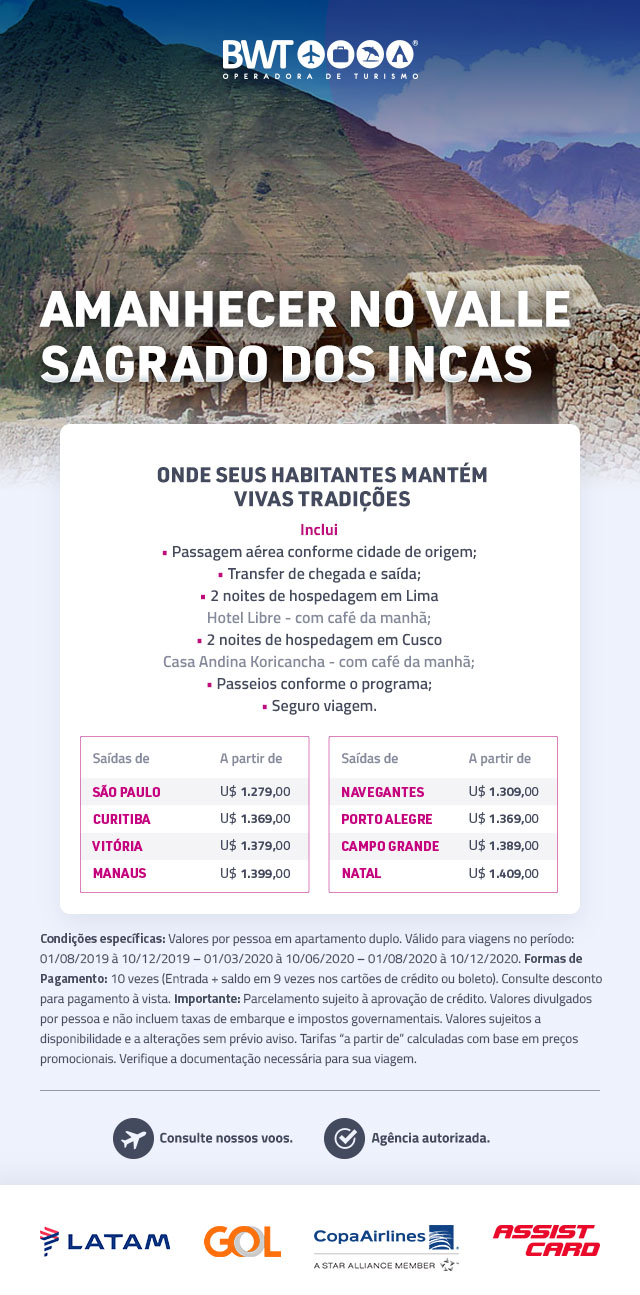 BWT®
OPERADORA DE TURISMO
AMANHECER NO VALLE
SAGRADO DOS INCAS
ONDE SEUS HABITANTES MANTÉM
VIVAS TRADIÇÕES
Inclui
▪ Passagem aérea conforme cidade de origem;
▪ Transfer de chegada e saída;
▪ 2 noites de hospedagem em Lima
Hotel Libre - com café da manhã;
▪ 2 noites de hospedagem em Cusco
Casa Andina Koricancha - com café da manhã;
▪ Passeios conforme o programa;
▪ Seguro viagem.
Saídas de A partir de
SÃO PAULO U$ 1.279,00
CURITIBA U$ 1.369,00
VITÓRIA U$ 1.379,00
MANAUS U$ 1.399,00
Saídas de A partir de
NAVEGANTES U$ 1.309,00
PORTO ALEGRE U$ 1.369,00
CAMPO GRANDE U$ 1.389,00
NATAL U$ 1.409,00
Condições específicas: Valores por pessoa em apartamento duplo. Válido para viagens no período:
01/08/2019 à 10/12/2019 – 01/03/2020 à 10/06/2020 – 01/08/2020 à 10/12/2020. Formas de
Pagamento: 10 vezes (Entrada + saldo em 9 vezes nos cartões de crédito ou boleto). Consulte desconto
para pagamento à vista. Importante: Parcelamento sujeito à aprovação de crédito. Valores divulgados
por pessoa e não incluem taxas de embarque e impostos governamentais. Valores sujeitos a
disponibilidade e a alterações sem prévio aviso. Tarifas “a partir de” calculadas com base em preços
promocionais. Verifique a documentação necessária para sua viagem.
Consulte nossos voos. Agência autorizada.
LATAM
GOL
CopaAirlines
A STAR ALLIANCE MEMBER
ASSIST
CARD